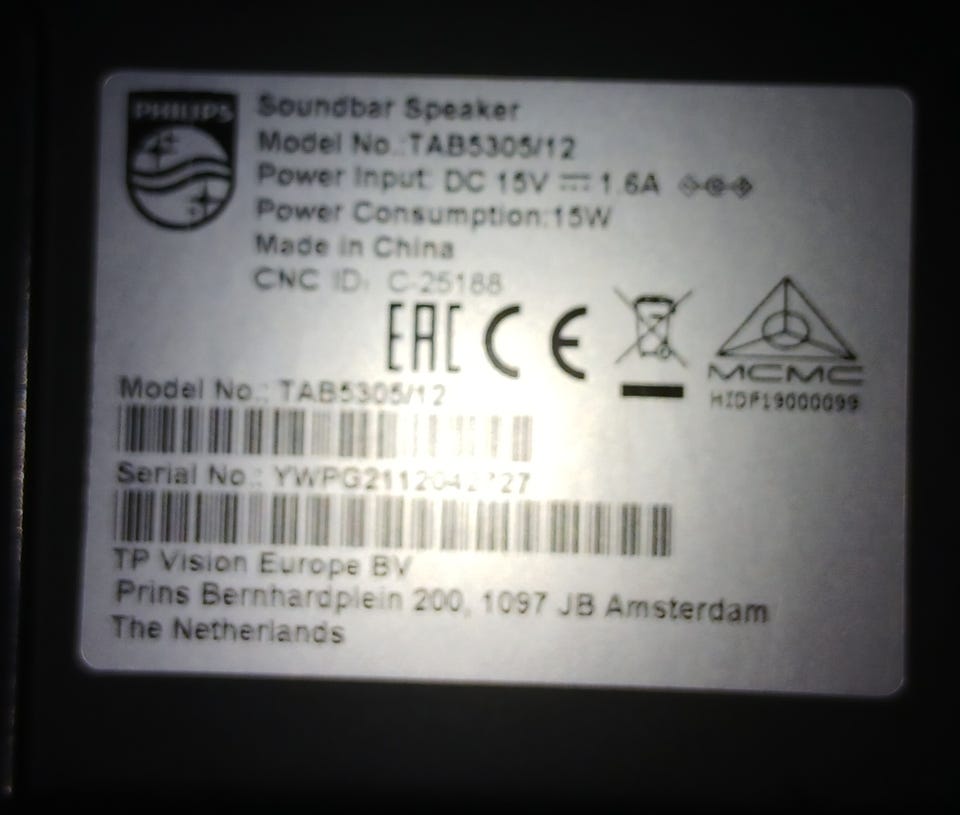 PHILIPS
Soundbar Speaker
Model No.:TAB5305/12
Power Input: DC 15V ⎓ 1.6A
Power Consumption:15W
Made in China
CNC ID: C-25188
EAC CE
MCMC
HIDF19000099
Model No.: TAB5305/12
Serial No.:
TP Vision Europe BV
Prins Bernhardplein 200, 1097 JB Amsterdam
The Netherlands